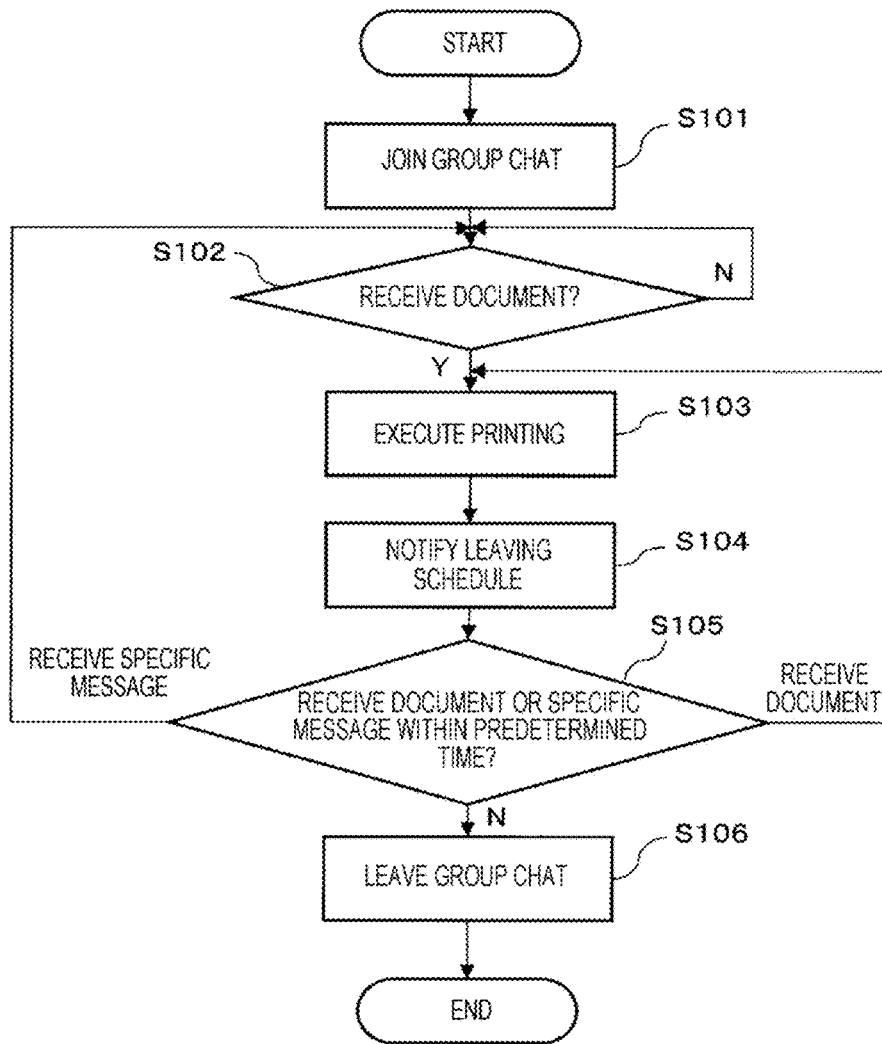 START
S101
JOIN GROUP CHAT
S102
N
RECEIVE DOCUMENT?
Y
S103
EXECUTE PRINTING
S104
NOTIFY LEAVING
SCHEDULE
S105
RECEIVE SPECIFIC
MESSAGE
RECEIVE
DOCUMENT
RECEIVE DOCUMENT OR SPECIFIC
MESSAGE WITHIN PREDETERMINED
TIME?
N
S106
LEAVE GROUP CHAT
END